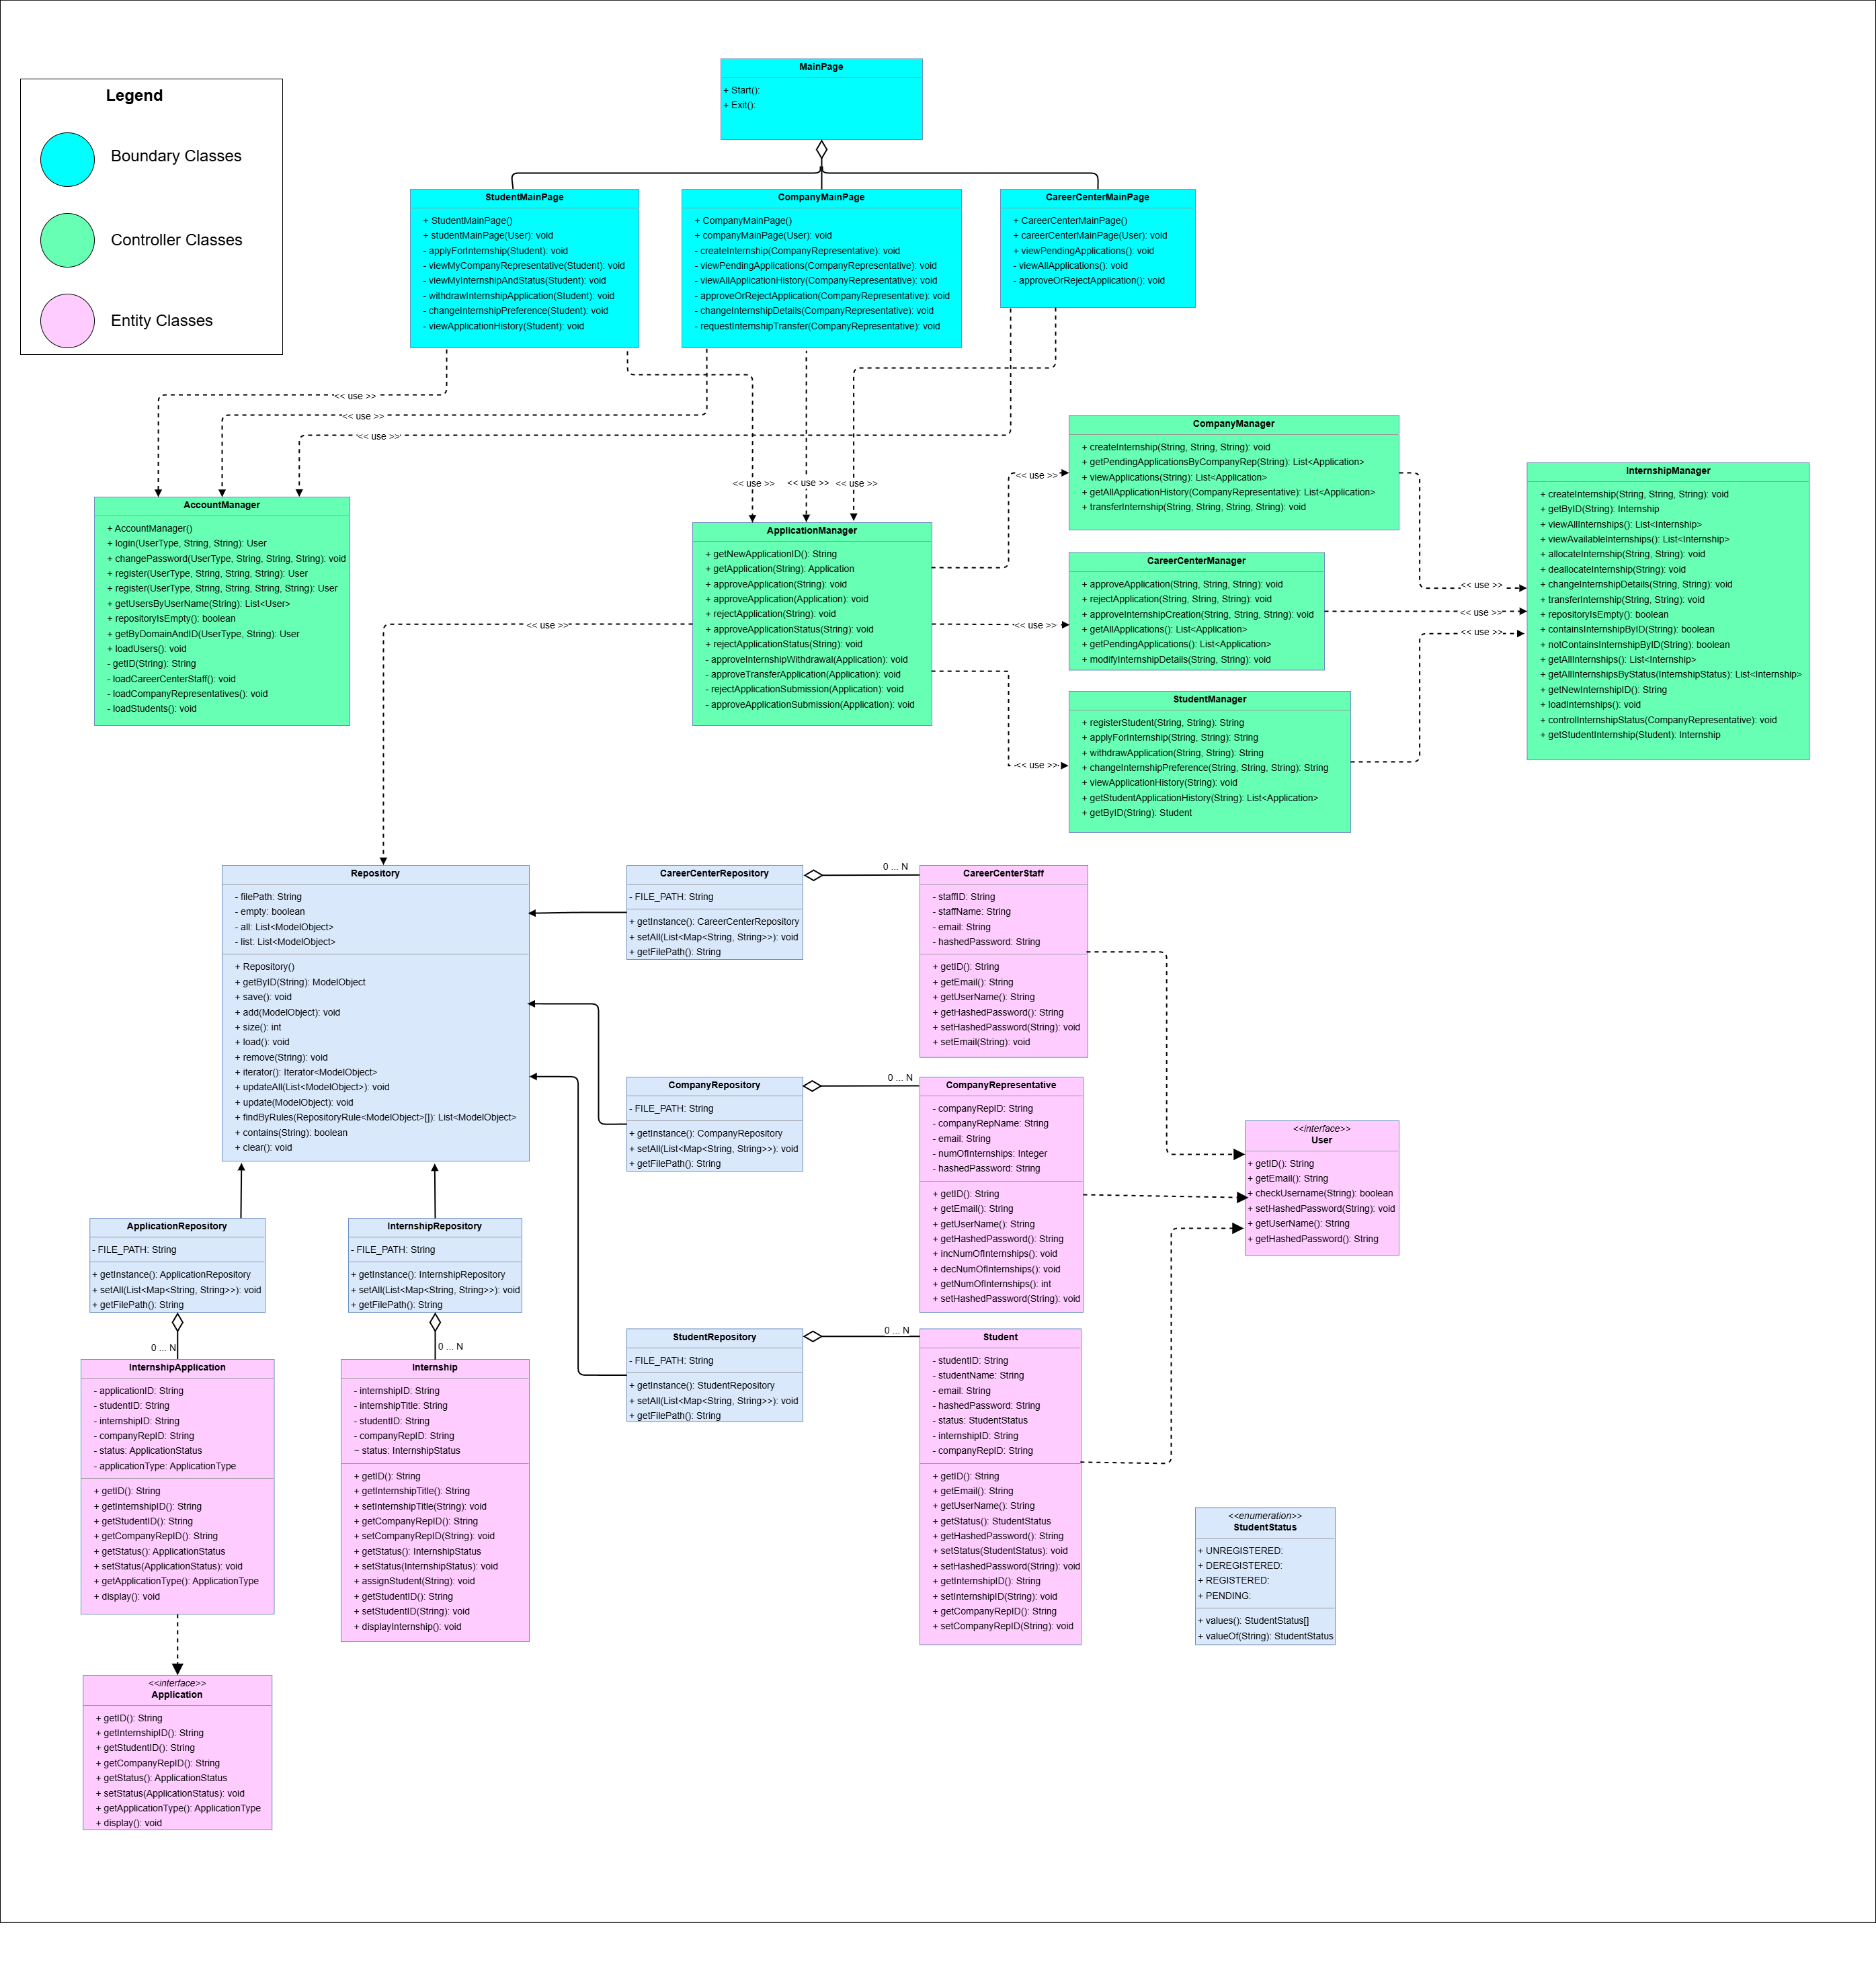 MainPage
+ Start():
+ Exit():
Legend
Boundary Classes
Controller Classes
Entity Classes
StudentMainPage
+ StudentMainPage()
+ studentMainPage(User): void
- applyForInternship(Student): void
- viewMyCompanyRepresentative(Student): void
- viewMyInternshipAndStatus(Student): void
- withdrawInternshipApplication(Student): void
- changeInternshipPreference(Student): void
- viewApplicationHistory(Student): void
CompanyMainPage
+ CompanyMainPage()
+ companyMainPage(User): void
- createInternship(CompanyRepresentative): void
- viewPendingApplications(CompanyRepresentative): void
- viewAllApplicationHistory(CompanyRepresentative): void
- approveOrRejectApplication(CompanyRepresentative): void
- changeInternshipDetails(CompanyRepresentative): void
- requestInternshipTransfer(CompanyRepresentative): void
CareerCenterMainPage
+ CareerCenterMainPage()
+ careerCenterMainPage(User): void
+ viewPendingApplications(): void
- viewAllApplications(): void
- approveOrRejectApplication(): void
<< use >>
<< use >>
<< use >>
<< use >>
<< use >>
<< use >>
AccountManager
+ AccountManager()
+ login(UserType, String, String): User
+ changePassword(UserType, String, String, String): void
+ register(UserType, String, String, String): User
+ register(UserType, String, String, String, String): User
+ getUsersByUserName(String): List<User>
+ repositoryIsEmpty(): boolean
+ getByDomainAndID(UserType, String): User
+ loadUsers(): void
- getID(String): String
- loadCareerCenterStaff(): void
- loadCompanyRepresentatives(): void
- loadStudents(): void
<< use >>
ApplicationManager
+ getNewApplicationID(): String
+ getApplication(String): Application
+ approveApplication(String): void
+ approveApplication(Application): void
+ rejectApplication(String): void
+ approveApplicationStatus(String): void
+ rejectApplicationStatus(String): void
- approveInternshipWithdrawal(Application): void
- approveTransferApplication(Application): void
- rejectApplicationSubmission(Application): void
- approveApplicationSubmission(Application): void
<< use >>
<< use >>
<< use >>
CompanyManager
+ createInternship(String, String, String): void
+ getPendingApplicationsByCompanyRep(String): List<Application>
+ viewApplications(String): List<Application>
+ getAllApplicationHistory(CompanyRepresentative): List<Application>
+ transferInternship(String, String, String, String): void
CareerCenterManager
+ approveApplication(String, String, String): void
+ rejectApplication(String, String, String): void
+ approveInternshipCreation(String, String, String): void
+ getAllApplications(): List<Application>
+ getPendingApplications(): List<Application>
+ modifyInternshipDetails(String, String): void
StudentManager
+ registerStudent(String, String): String
+ applyForInternship(String, String): String
+ withdrawApplication(String, String): String
+ changeInternshipPreference(String, String, String): String
+ viewApplicationHistory(String): void
+ getStudentApplicationHistory(String): List<Application>
+ getByID(String): Student
<< use >>
<< use >>
<< use >>
InternshipManager
+ createInternship(String, String, String): void
+ getByID(String): Internship
+ viewAllInternships(): List<Internship>
+ viewAvailableInternships(): List<Internship>
+ allocateInternship(String, String): void
+ deallocateInternship(String): void
+ changeInternshipDetails(String, String): void
+ transferInternship(String, String): void
+ repositoryIsEmpty(): boolean
+ containsInternshipByID(String): boolean
+ notContainsInternshipByID(String): boolean
+ getAllInternships(): List<Internship>
+ getAllInternshipsByStatus(InternshipStatus): List<Internship>
+ getNewInternshipID(): String
+ loadInternships(): void
+ controlInternshipStatus(CompanyRepresentative): void
+ getStudentInternship(Student): Internship
Repository
- filePath: String
- empty: boolean
- all: List<ModelObject>
- list: List<ModelObject>
+ Repository()
+ getByID(String): ModelObject
+ save(): void
+ add(ModelObject): void
+ size(): int
+ load(): void
+ remove(String): void
+ iterator(): Iterator<ModelObject>
+ updateAll(List<ModelObject>): void
+ update(ModelObject): void
+ findByRules(RepositoryRule<ModelObject>[]): List<ModelObject>
+ contains(String): boolean
+ clear(): void
CareerCenterRepository
- FILE_PATH: String
+ getInstance(): CareerCenterRepository
+ setAll(List<Map<String, String>>): void
+ getFilePath(): String
0 ... N
CareerCenterStaff
- staffID: String
- staffName: String
- email: String
- hashedPassword: String
+ getID(): String
+ getEmail(): String
+ getUserName(): String
+ getHashedPassword(): String
+ setHashedPassword(String): void
+ setEmail(String): void
CompanyRepository
- FILE_PATH: String
+ getInstance(): CompanyRepository
+ setAll(List<Map<String, String>>): void
+ getFilePath(): String
0 ... N
CompanyRepresentative
- companyRepID: String
- companyRepName: String
- email: String
- numOfInternships: Integer
- hashedPassword: String
+ getID(): String
+ getEmail(): String
+ getUserName(): String
+ getHashedPassword(): String
+ incNumOfInternships(): void
+ decNumOfInternships(): void
+ getNumOfInternships(): int
+ setHashedPassword(String): void
<<interface>>
User
+ getID(): String
+ getEmail(): String
+ checkUsername(String): boolean
+ setHashedPassword(String): void
+ getUserName(): String
+ getHashedPassword(): String
ApplicationRepository
- FILE_PATH: String
+ getInstance(): ApplicationRepository
+ setAll(List<Map<String, String>>): void
+ getFilePath(): String
0 ... N
InternshipRepository
- FILE_PATH: String
+ getInstance(): InternshipRepository
+ setAll(List<Map<String, String>>): void
+ getFilePath(): String
0 ... N
StudentRepository
- FILE_PATH: String
+ getInstance(): StudentRepository
+ setAll(List<Map<String, String>>): void
+ getFilePath(): String
0 ... N
Student
- studentID: String
- studentName: String
- email: String
- hashedPassword: String
- status: StudentStatus
- internshipID: String
- companyRepID: String
+ getID(): String
+ getEmail(): String
+ getUserName(): String
+ getStatus(): StudentStatus
+ getHashedPassword(): String
+ setStatus(StudentStatus): void
+ setHashedPassword(String): void
+ getInternshipID(): String
+ setInternshipID(String): void
+ getCompanyRepID(): String
+ setCompanyRepID(String): void
InternshipApplication
- applicationID: String
- studentID: String
- internshipID: String
- companyRepID: String
- status: ApplicationStatus
- applicationType: ApplicationType
+ getID(): String
+ getInternshipID(): String
+ getStudentID(): String
+ getCompanyRepID(): String
+ getStatus(): ApplicationStatus
+ setStatus(ApplicationStatus): void
+ getApplicationType(): ApplicationType
+ display(): void
Internship
- internshipID: String
- internshipTitle: String
- studentID: String
- companyRepID: String
~ status: InternshipStatus
+ getID(): String
+ getInternshipTitle(): String
+ setInternshipTitle(String): void
+ getCompanyRepID(): String
+ setCompanyRepID(String): void
+ getStatus(): InternshipStatus
+ setStatus(InternshipStatus): void
+ assignStudent(String): void
+ getStudentID(): String
+ setStudentID(String): void
+ displayInternship(): void
<<enumeration>>
StudentStatus
+ UNREGISTERED:
+ DEREGISTERED:
+ REGISTERED:
+ PENDING:
+ values(): StudentStatus[]
+ valueOf(String): StudentStatus
<<interface>>
Application
+ getID(): String
+ getInternshipID(): String
+ getStudentID(): String
+ getCompanyRepID(): String
+ getStatus(): ApplicationStatus
+ setStatus(ApplicationStatus): void
+ getApplicationType(): ApplicationType
+ display(): void